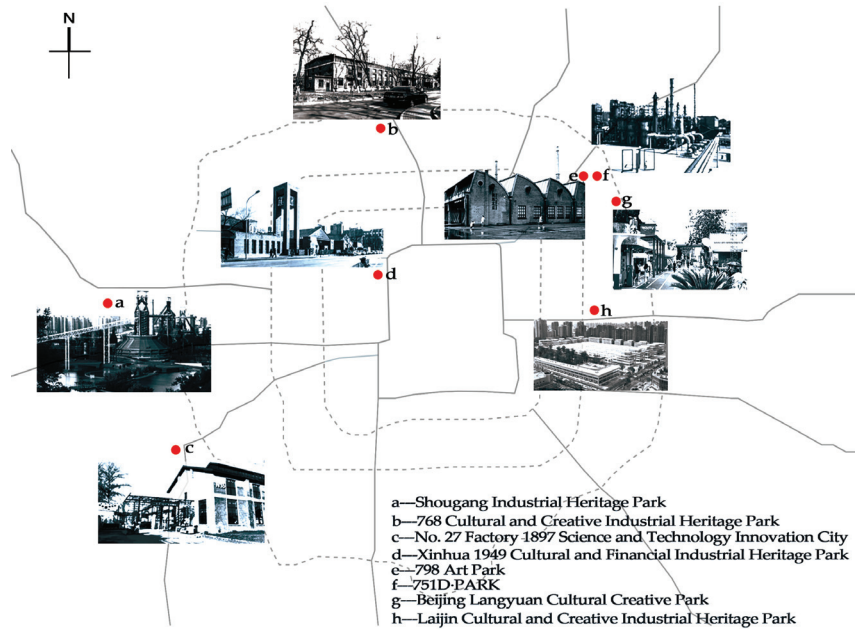 N
b
e
f
g
d
a
h
c
a—Shougang Industrial Heritage Park
b—768 Cultural and Creative Industrial Heritage Park
c—No. 27 Factory 1897 Science and Technology Innovation City
d—Xinhua 1949 Cultural and Financial Industrial Heritage Park
e—798 Art Park
f—751D·PARK
g—Beijing Langyuan Cultural Creative Park
h—Laijin Cultural and Creative Industrial Heritage Park